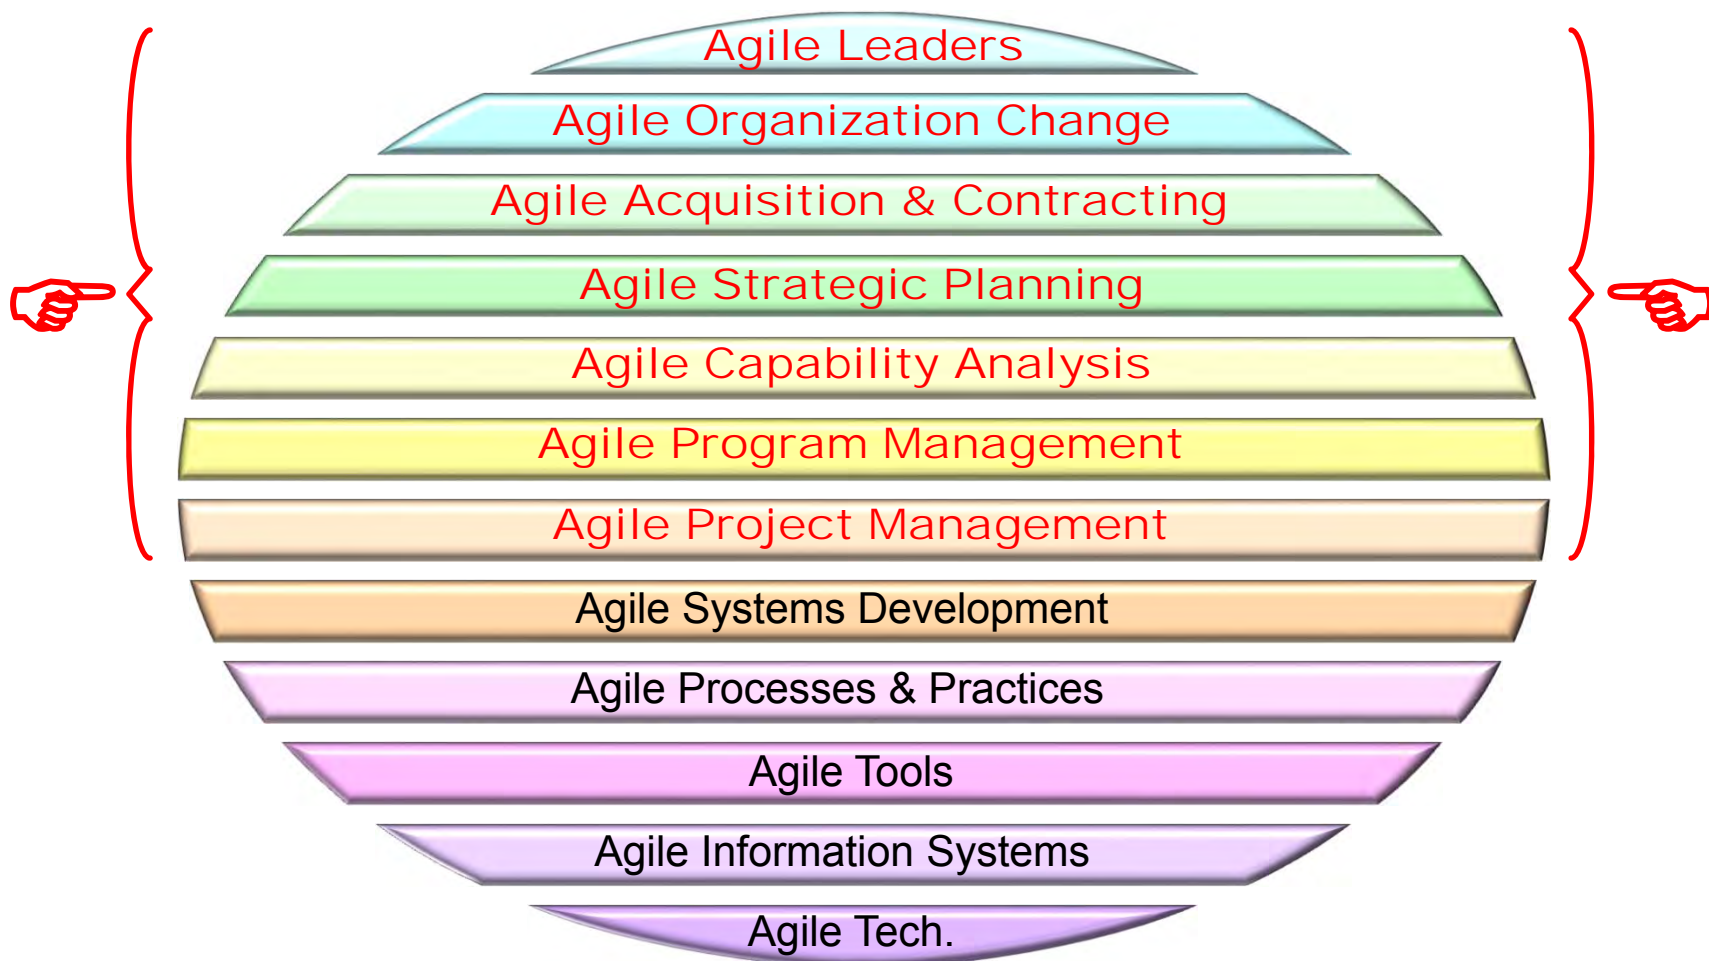 Agile Leaders
Agile Organization Change
Agile Acquisition & Contracting
Agile Strategic Planning
Agile Capability Analysis
Agile Program Management
Agile Project Management
Agile Systems Development
Agile Processes & Practices
Agile Tools
Agile Information Systems
Agile Tech.